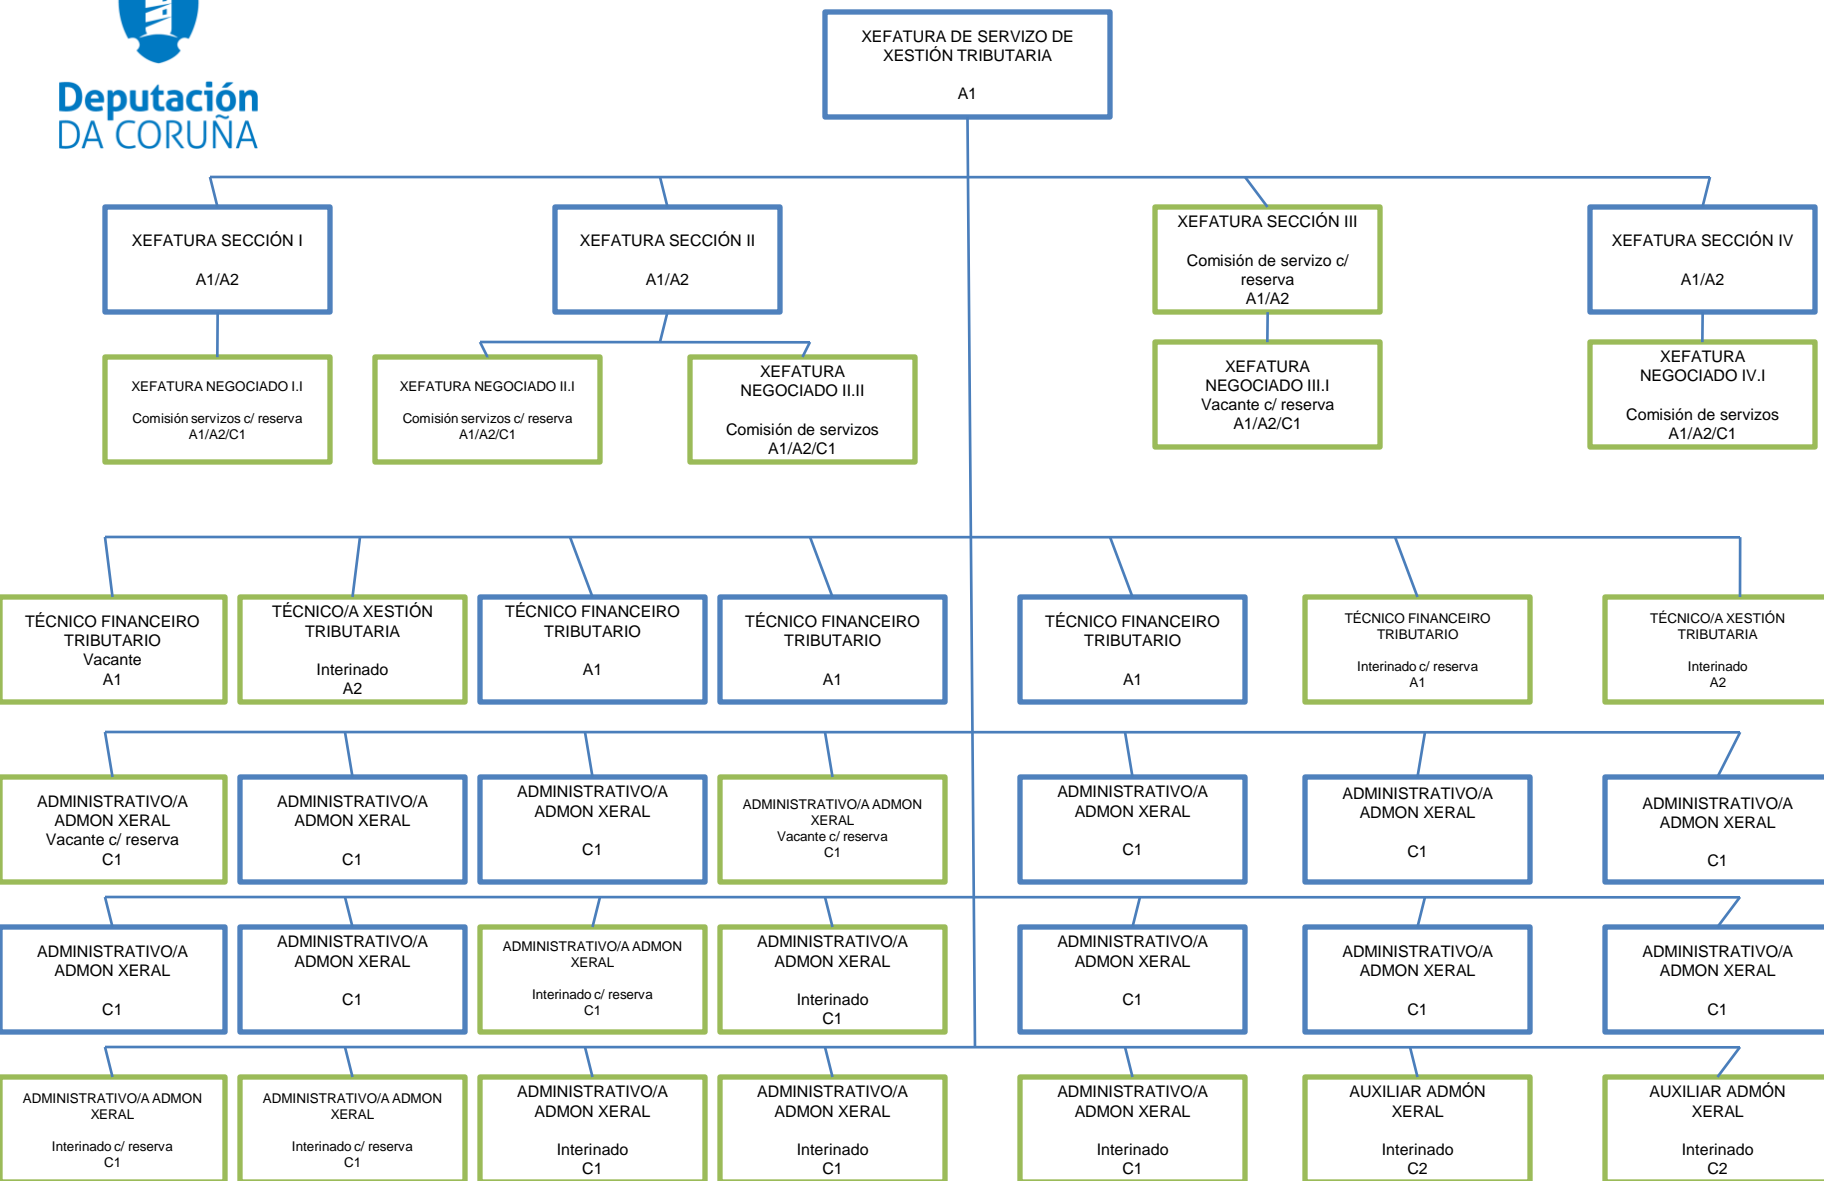 Deputación
DA CORUÑA
XEFATURA DE SERVIZO DE
XESTIÓN TRIBUTARIA
A1
XEFATURA SECCIÓN I
A1/A2
XEFATURA SECCIÓN II
A1/A2
XEFATURA SECCIÓN III
Comisión de servizo c/
reserva
A1/A2
XEFATURA SECCIÓN IV
A1/A2
XEFATURA NEGOCIADO I.I
Comisión servizos c/ reserva
A1/A2/C1
XEFATURA NEGOCIADO II.I
Comisión servizos c/ reserva
A1/A2/C1
XEFATURA
NEGOCIADO II.II
Comisión de servizos
A1/A2/C1
XEFATURA
NEGOCIADO III.I
Vacante c/ reserva
A1/A2/C1
XEFATURA
NEGOCIADO IV.I
Comisión de servizos
A1/A2/C1
TÉCNICO FINANCEIRO
TRIBUTARIO
Vacante
A1
TÉCNICO/A XESTIÓN
TRIBUTARIA
Interinado
A2
TÉCNICO FINANCEIRO
TRIBUTARIO
A1
TÉCNICO FINANCEIRO
TRIBUTARIO
A1
TÉCNICO FINANCEIRO
TRIBUTARIO
A1
TÉCNICO FINANCEIRO
TRIBUTARIO
Interinado c/ reserva
A1
TÉCNICO/A XESTIÓN
TRIBUTARIA
Interinado
A2
ADMINISTRATIVO/A
ADMON XERAL
Vacante c/ reserva
C1
ADMINISTRATIVO/A
ADMON XERAL
C1
ADMINISTRATIVO/A
ADMON XERAL
C1
ADMINISTRATIVO/A ADMON
XERAL
Vacante c/ reserva
C1
ADMINISTRATIVO/A
ADMON XERAL
C1
ADMINISTRATIVO/A
ADMON XERAL
C1
ADMINISTRATIVO/A
ADMON XERAL
C1
ADMINISTRATIVO/A
ADMON XERAL
C1
ADMINISTRATIVO/A
ADMON XERAL
C1
ADMINISTRATIVO/A ADMON
XERAL
Interinado c/ reserva
C1
ADMINISTRATIVO/A
ADMON XERAL
Interinado
C1
ADMINISTRATIVO/A
ADMON XERAL
C1
ADMINISTRATIVO/A
ADMON XERAL
C1
ADMINISTRATIVO/A
ADMON XERAL
C1
ADMINISTRATIVO/A ADMON
XERAL
Interinado c/ reserva
C1
ADMINISTRATIVO/A ADMON
XERAL
Interinado c/ reserva
C1
ADMINISTRATIVO/A
ADMON XERAL
Interinado
C1
ADMINISTRATIVO/A
ADMON XERAL
Interinado
C1
ADMINISTRATIVO/A
ADMON XERAL
Interinado
C1
AUXILIAR ADMÓN
XERAL
Interinado
C2
AUXILIAR ADMÓN
XERAL
Interinado
C2